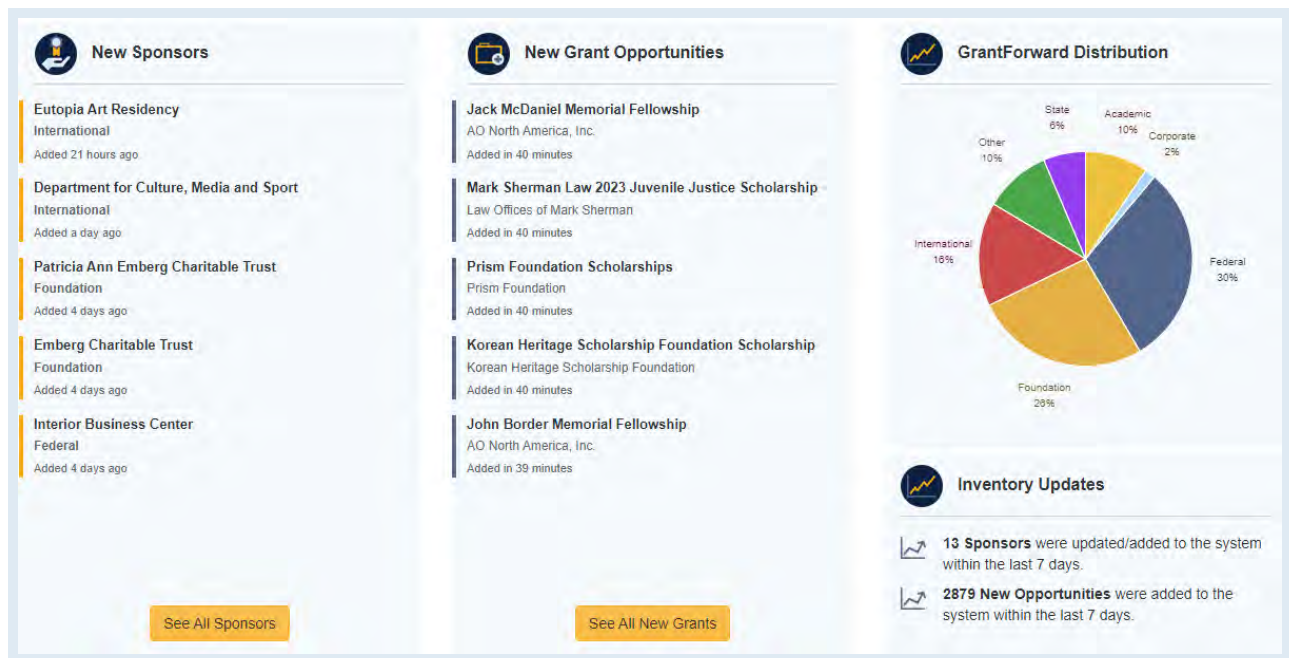 New Sponsors
Eutopia Art Residency
International
Added 21 hours ago
Department for Culture, Media and Sport
International
Added a day ago
Patricia Ann Emberg Charitable Trust
Foundation
Added 4 days ago
Emberg Charitable Trust
Foundation
Added 4 days ago
Interior Business Center
Federal
Added 4 days ago
See All Sponsors
New Grant Opportunities
Jack McDaniel Memorial Fellowship
AO North America, Inc.
Added in 40 minutes
Mark Sherman Law 2023 Juvenile Justice Scholarship
Law Offices of Mark Sherman
Added in 40 minutes
Prism Foundation Scholarships
Prism Foundation
Added in 40 minutes
Korean Heritage Scholarship Foundation Scholarship
Korean Heritage Scholarship Foundation
Added in 40 minutes
John Border Memorial Fellowship
AO North America, Inc.
Added in 39 minutes
See All New Grants
GrantForward Distribution
State
6%
Academic
10%
Corporate
2%
Other
10%
International
16%
Federal
30%
Foundation
26%
Inventory Updates
13 Sponsors were updated/added to the system
within the last 7 days.
2879 New Opportunities were added to the
system within the last 7 days.